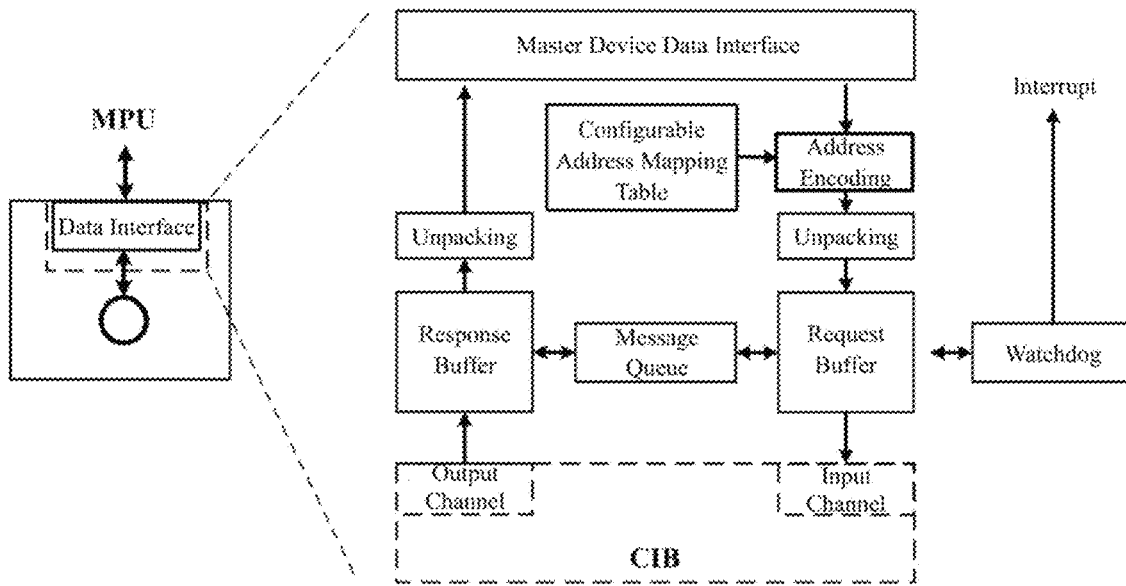 MPU
Data Interface
Master Device Data Interface
Configurable
Address Mapping
Table
Address
Encoding
Interrupt
Unpacking
Unpacking
Response
Buffer
Message
Queue
Request
Buffer
Watchdog
Output
Channel
Input
Channel
CIB